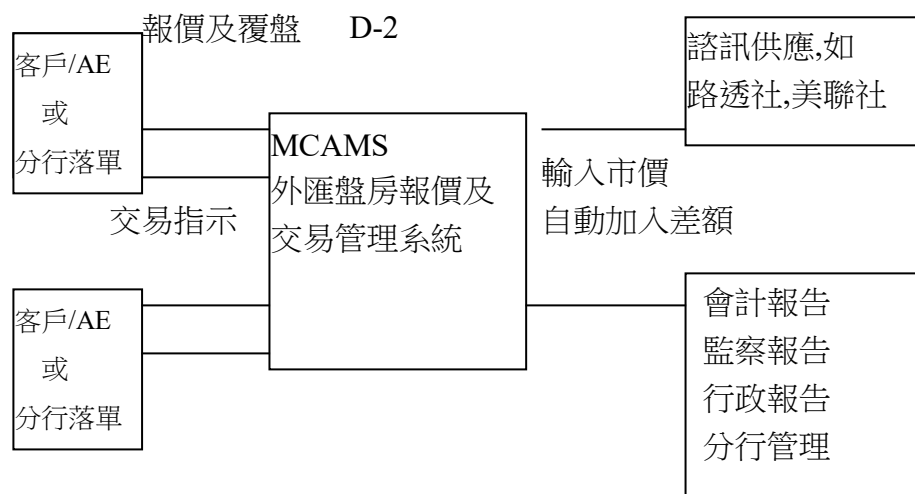 報價及覆盤 D-2
客戶/AE
或
分行落單
交易指示
客戶/AE
或
分行落單
MCAMS
外匯盤房報價及
交易管理系統
諮訊供應,如
路透社,美聯社
輸入市價
自動加入差額
會計報告
監察報告
行政報告
分行管理